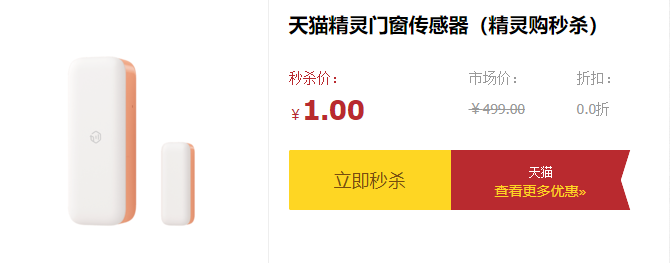 天猫精灵门窗传感器（精灵购秒杀）
秒杀价： 市场价： 折扣：
￥1.00 ￥499.00 0.0折
立即秒杀
天猫
查看更多优惠»